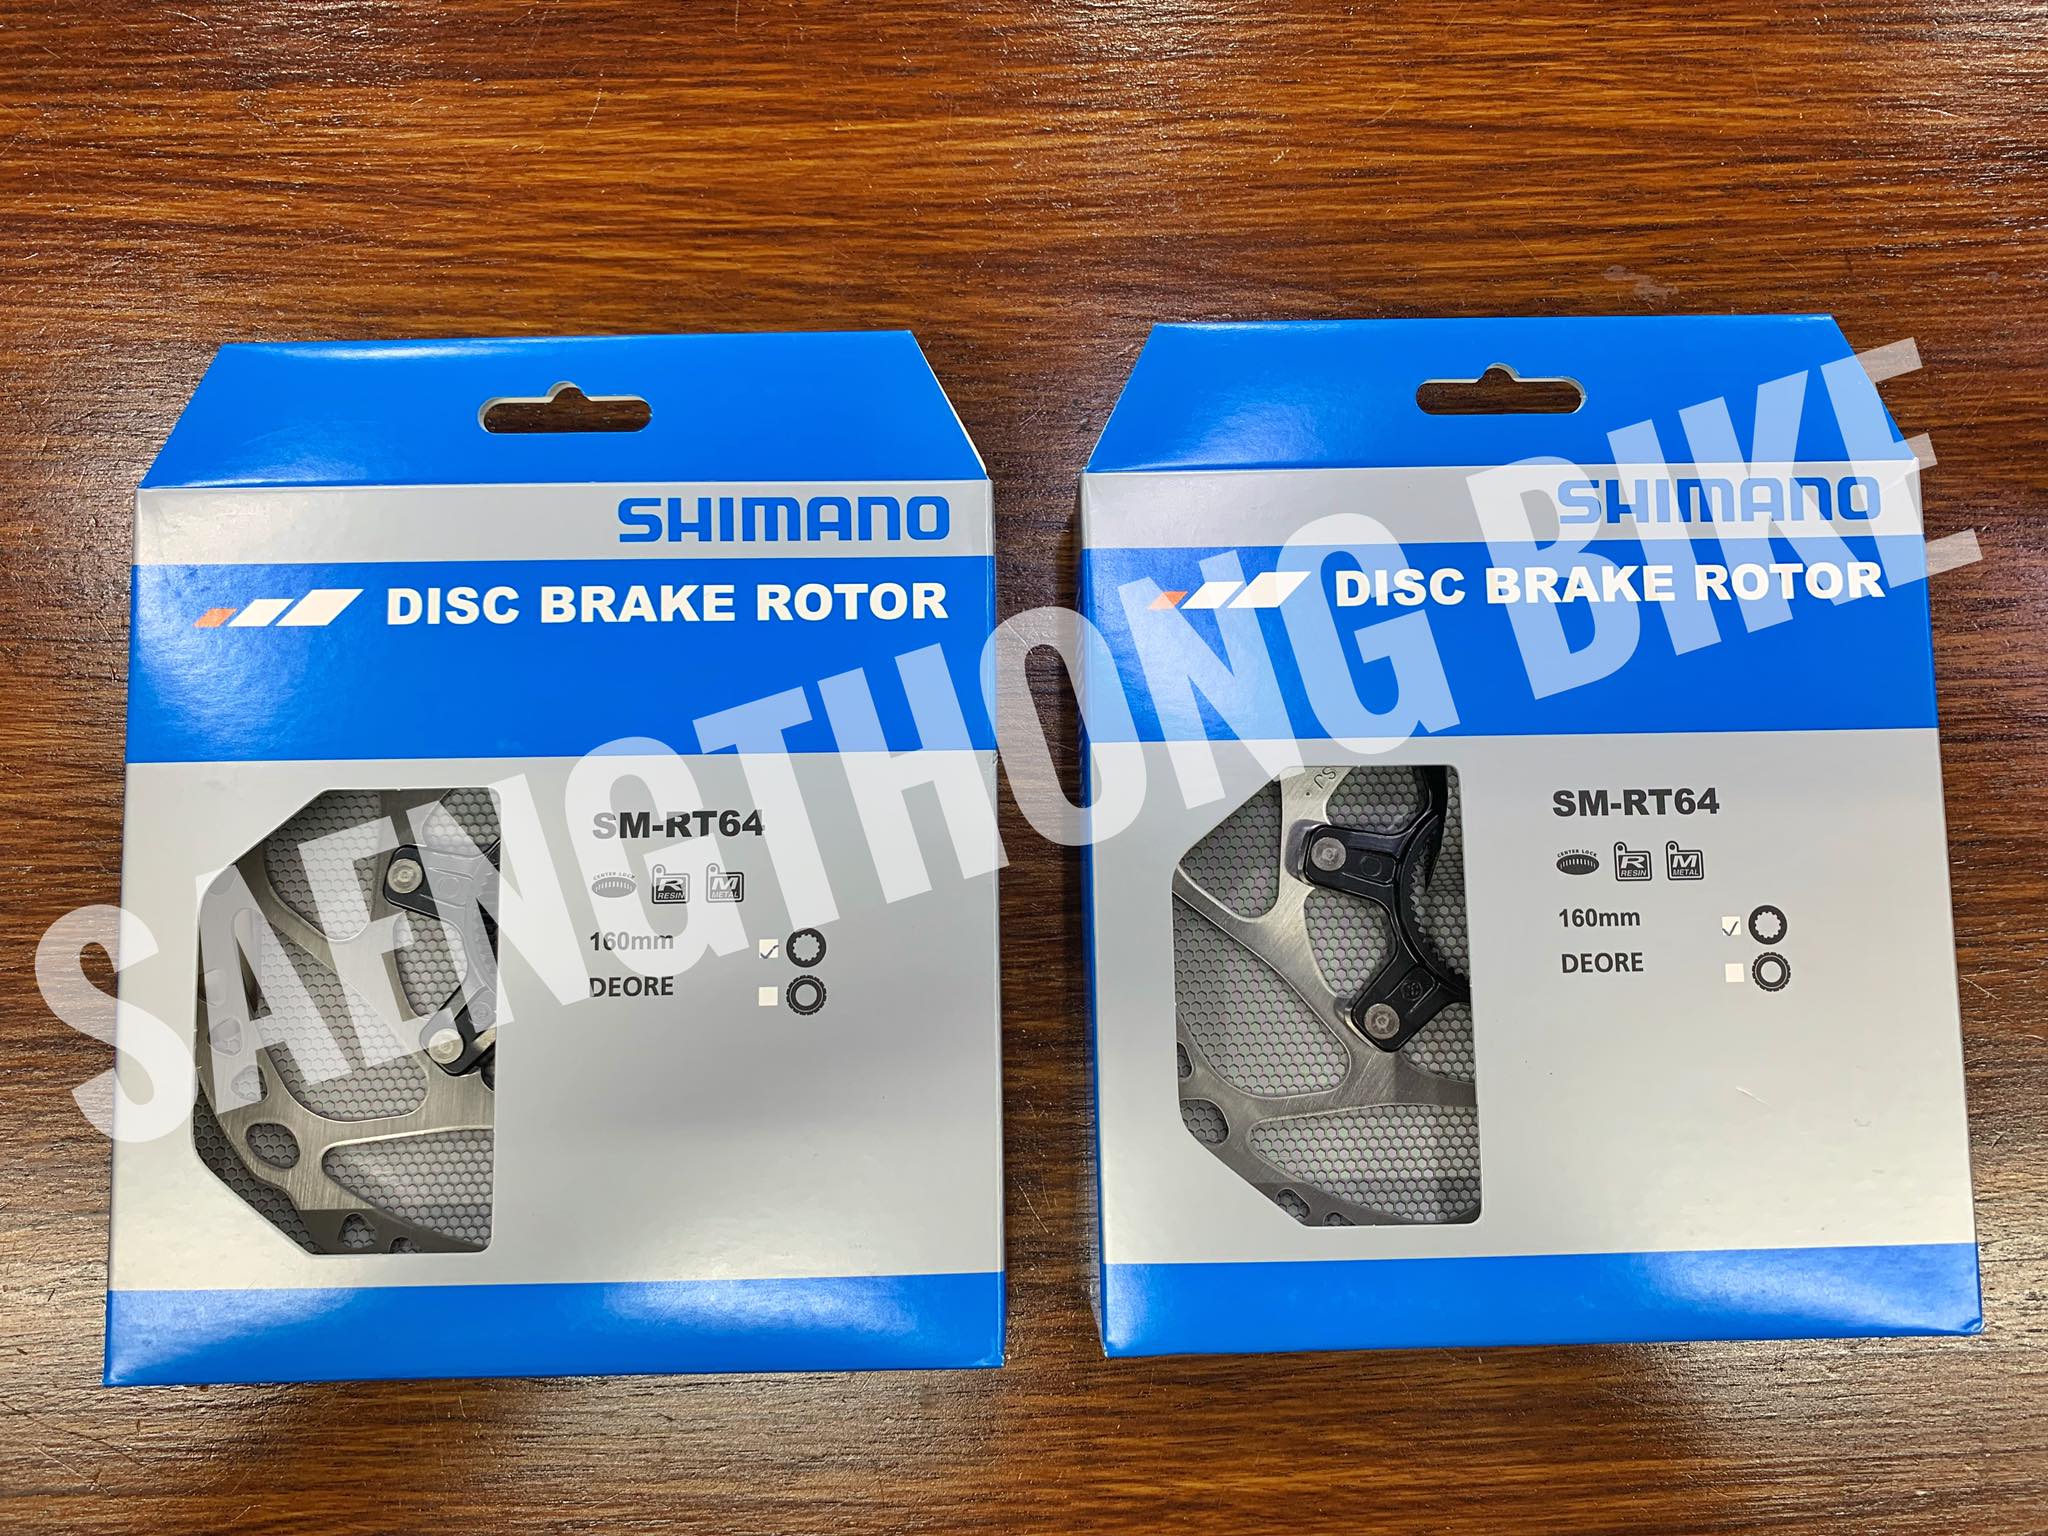 SHIMANO
DISC BRAKE ROTOR
SM-RT64
CENTER LOCK
R
RESIN
M
METAL
160mm
DEORE
SHIMANO
DISC BRAKE ROTOR
SM-RT64
CENTER LOCK
R
RESIN
M
METAL
160mm
DEORE
SAENGTHONG BIKE